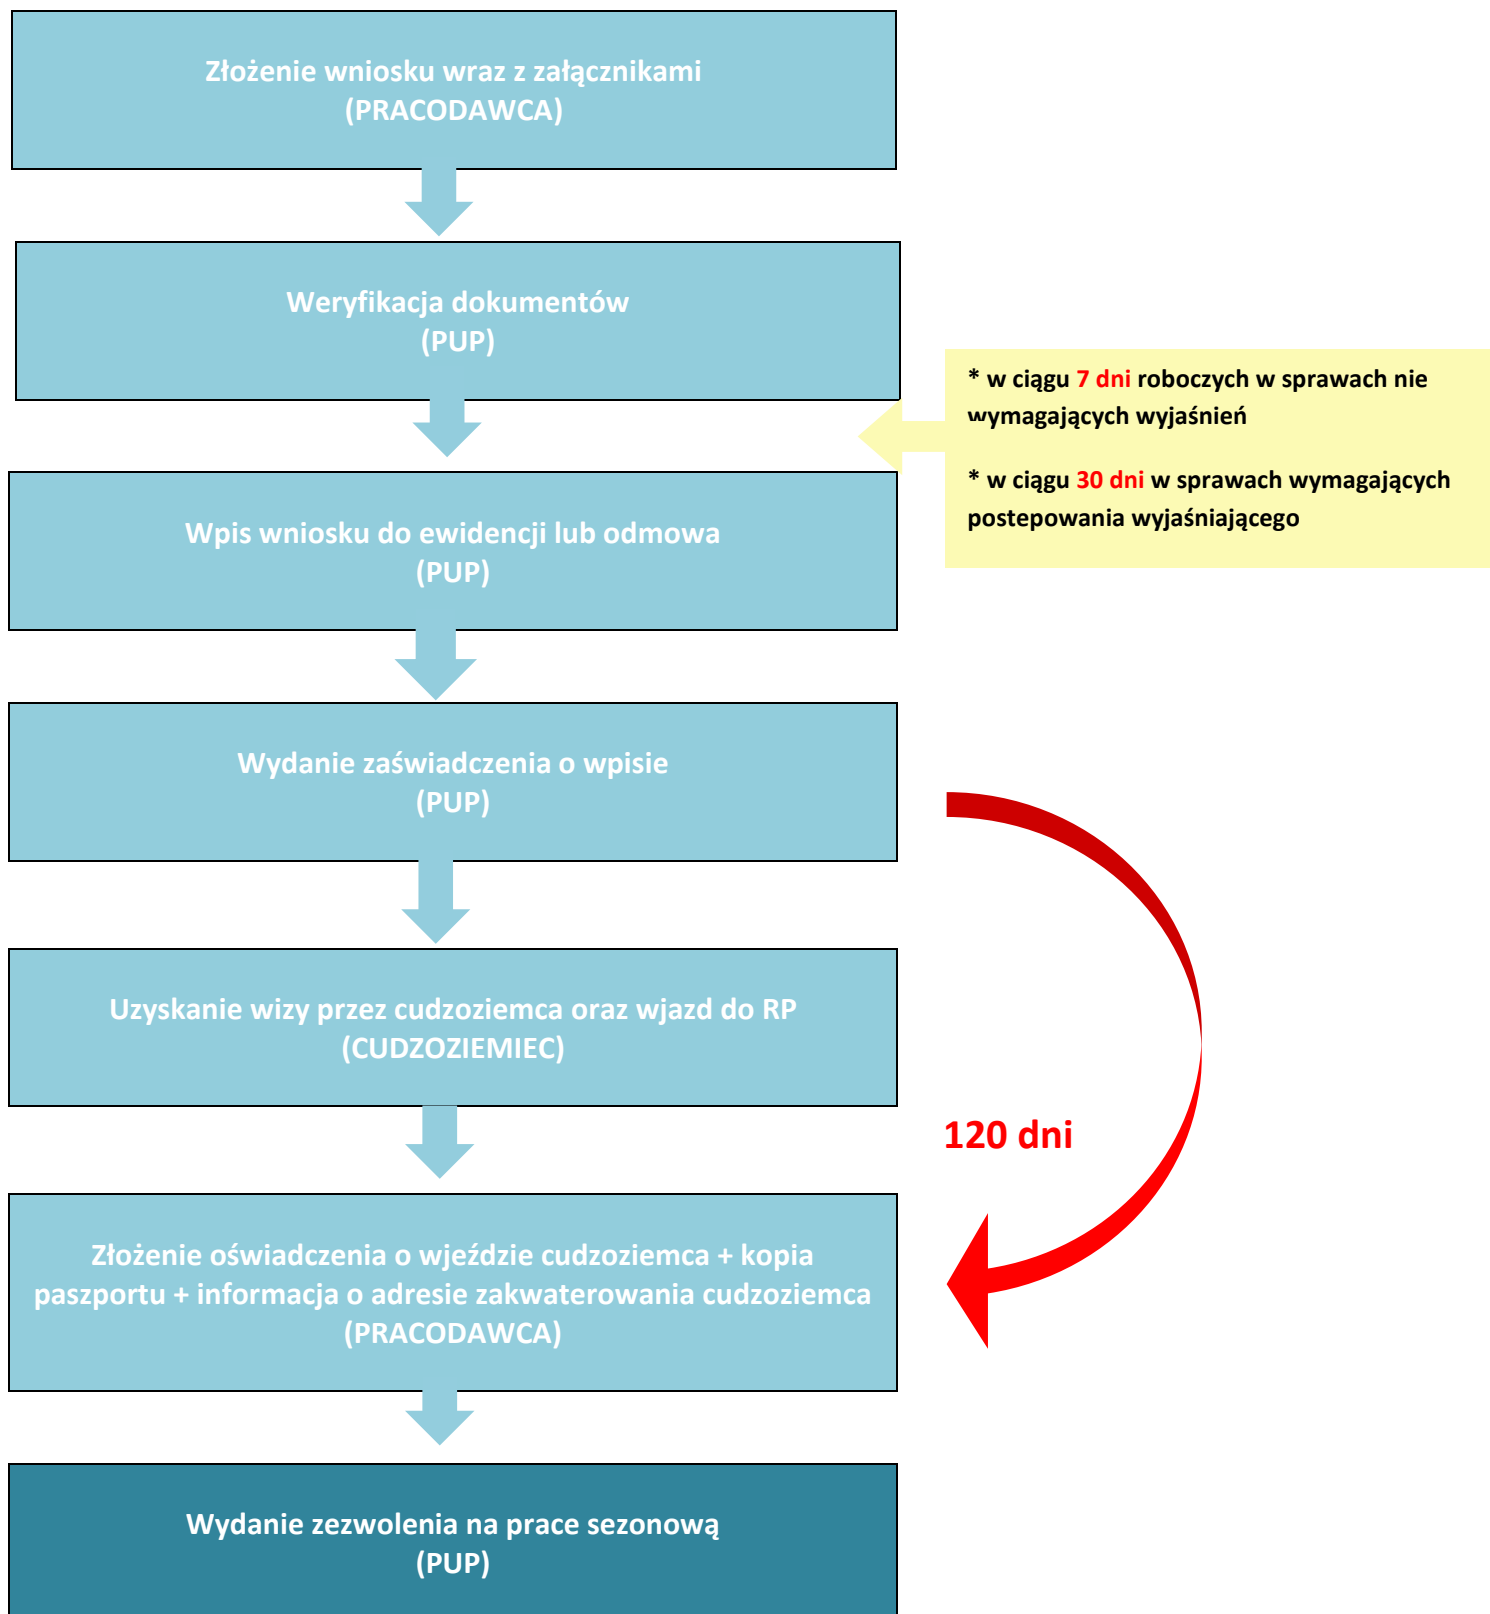 Złożenie wniosku wraz z załącznikami
(PRACODAWCA)
Weryfikacja dokumentów
(PUP)
* w ciągu 7 dni roboczych w sprawach nie
wymagających wyjaśnień
* w ciągu 30 dni w sprawach wymagających
postepowania wyjaśniającego
Wpis wniosku do ewidencji lub odmowa
(PUP)
Wydanie zaświadczenia o wpisie
(PUP)
Uzyskanie wizy przez cudzoziemca oraz wjazd do RP
(CUDZOZIEMIEC)
120 dni
Złożenie oświadczenia o wjeździe cudzoziemca + kopia
paszportu + informacja o adresie zakwaterowania cudzoziemca
(PRACODAWCA)
Wydanie zezwolenia na prace sezonową
(PUP)